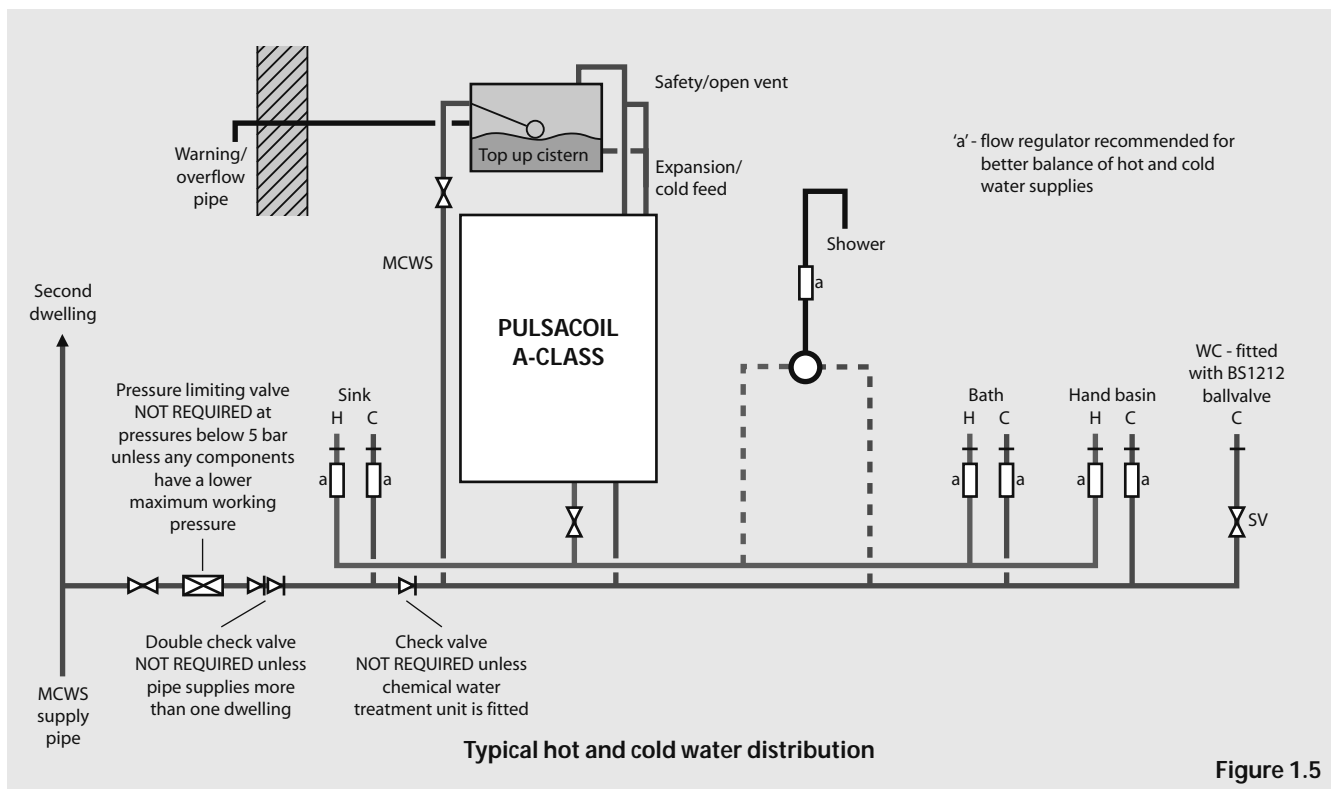 Safety/open vent
'a' - flow regulator recommended for
better balance of hot and cold
water supplies
Warning/
overflow
pipe
Top up cistern
Expansion/
cold feed
MCWS
Shower
a
Second
dwelling
PULSACOIL
A-CLASS
Pressure limiting valve
NOT REQUIRED at
pressures below 5 bar
unless any components
have a lower
maximum working
pressure
Sink
H C
a a
Bath
H C
a a
Hand basin
H C
a a
WC - fitted
with BS1212
ballvalve
C
SV
Double check valve
NOT REQUIRED unless
pipe supplies more
than one dwelling
Check valve
NOT REQUIRED unless
chemical water
treatment unit is fitted
MCWS
supply
pipe
Typical hot and cold water distribution
Figure 1.5